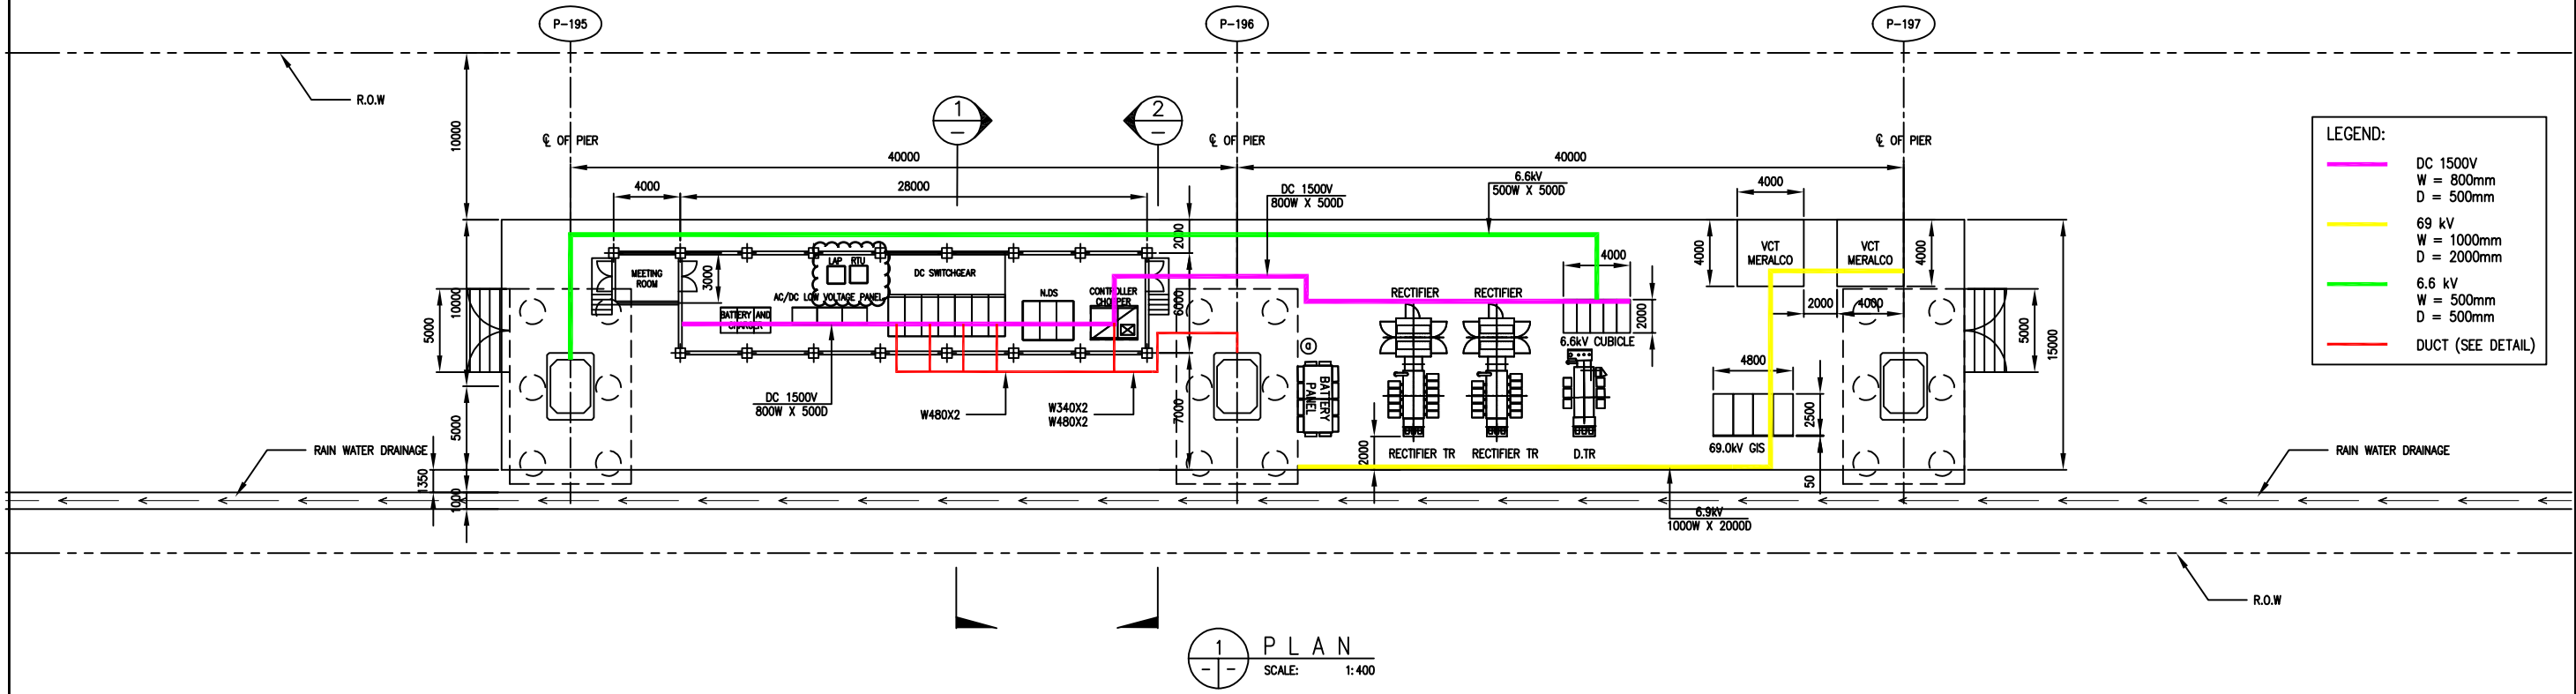 P-195
P-196
P-197
R.O.W
1
-
2
-
℄ OF PIER
℄ OF PIER
℄ OF PIER
LEGEND:
DC 1500V
W = 800mm
D = 500mm
69 kV
W = 1000mm
D = 2000mm
6.6 kV
W = 500mm
D = 500mm
DUCT (SEE DETAIL)
10000
40000
40000
4000
28000
DC 1500V
800W X 500D
6.6kV
500W X 500D
4000
2000
4000
VCT
MERALCO
VCT
MERALCO
4000
4000
MEETING
ROOM
3000
LAP RTU
DC SWITCHGEAR
AC/DC LOW VOLTAGE PANEL
BATTERY AND
CHARGER
N.DS
CONTROLLER
CHOPPER
6000
10000
5000
RECTIFIER
RECTIFIER
2000
6.6kV CUBICLE
2000
4000
5000
15000
a
BATTERY
PANEL
4800
2500
DC 1500V
800W X 500D
W480X2
W340X2
W480X2
7000
5000
2000
RECTIFIER TR
RECTIFIER TR
D.TR
69.0kV GIS
50
RAIN WATER DRAINAGE
RAIN WATER DRAINAGE
1350
1000
6.9kV
1000W X 2000D
R.O.W
1
- -
PLAN
SCALE: 1:400